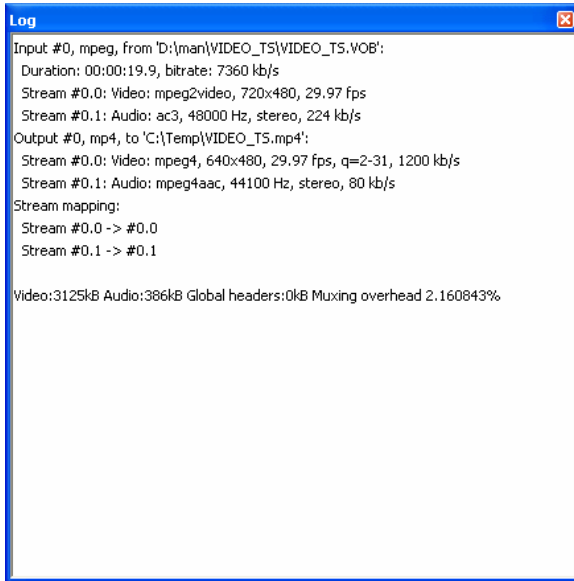 Log
Input #0, mpeg, from 'D:\man\VIDEO_TS\VIDEO_TS.VOB':
Duration: 00:00:19.9, bitrate: 7360 kb/s
Stream #0.0: Video: mpeg2video, 720x480, 29.97 fps
Stream #0.1: Audio: ac3, 48000 Hz, stereo, 224 kb/s
Output #0, mp4, to 'C:\Temp\VIDEO_TS.mp4':
Stream #0.0: Video: mpeg4, 640x480, 29.97 fps, q=2-31, 1200 kb/s
Stream #0.1: Audio: mpeg4aac, 44100 Hz, stereo, 80 kb/s
Stream mapping:
Stream #0.0 -> #0.0
Stream #0.1 -> #0.1
Video:3125kB Audio:386kB Global headers:0kB Muxing overhead 2.160843%